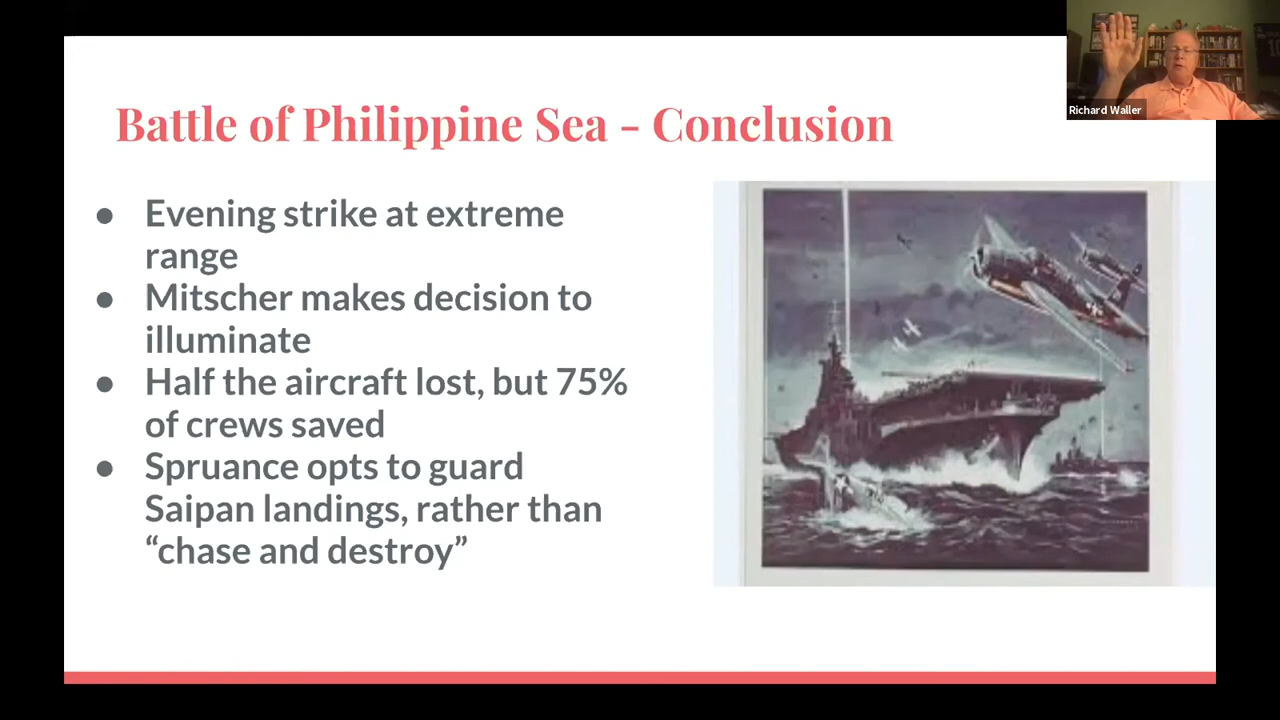 Battle of Philippine Sea - Conclusion
Richard Waller
● Evening strike at extreme
range
● Mitscher makes decision to
illuminate
● Half the aircraft lost, but 75%
of crews saved
● Spruance opts to guard
Saipan landings, rather than
“chase and destroy”